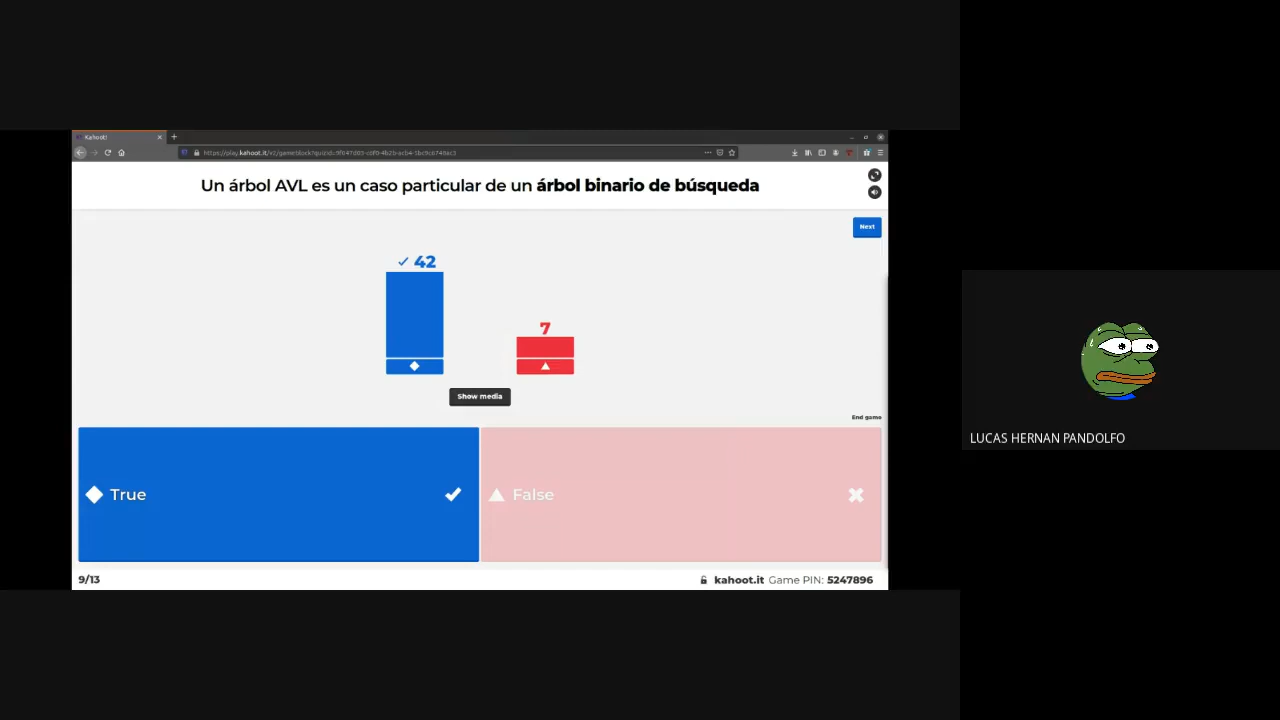 Kahoot!
Un árbol AVL es un caso particular de un árbol binario de búsqueda
Next
42
7
Show media
End game
True
False
9/13
kahoot.it Game PIN: 5247896
LUCAS HERNAN PANDOLFO